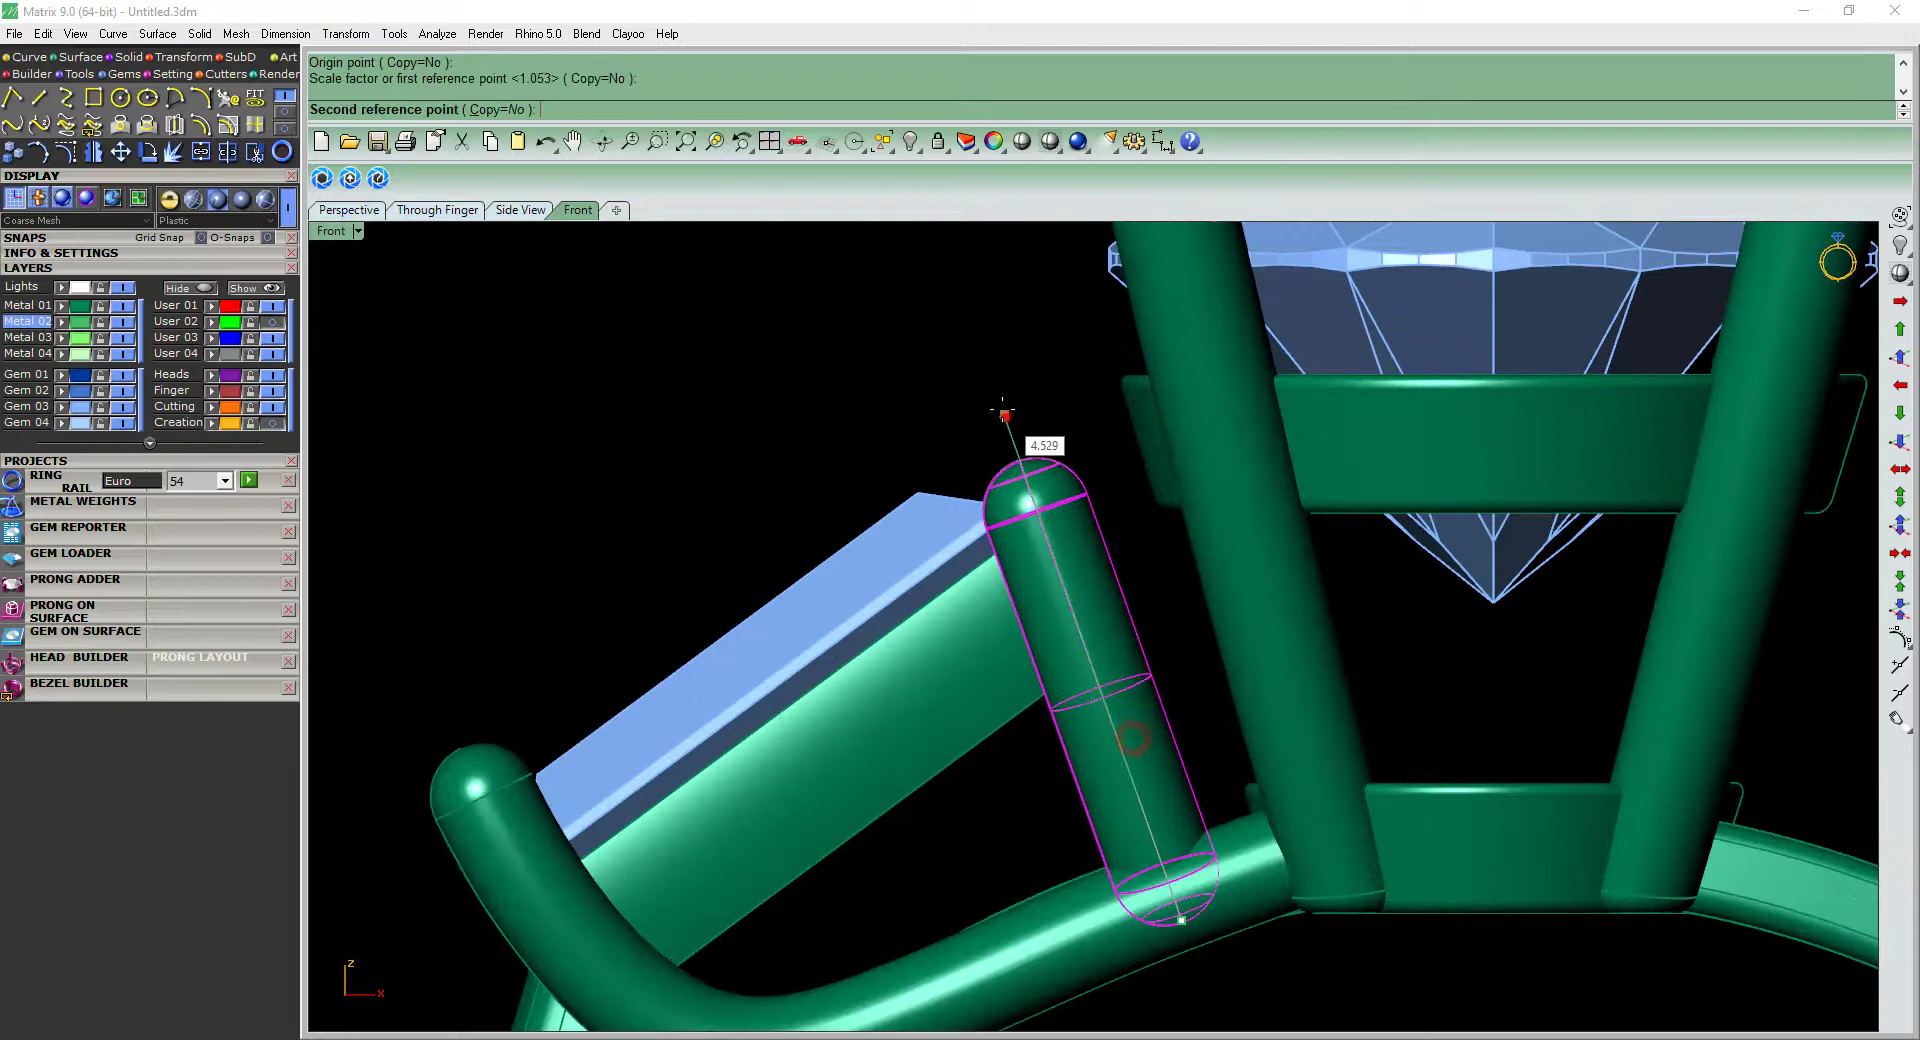 Matrix 9.0 (64-bit) - Untitled.3dm
File Edit View Curve Surface Solid Mesh Dimension Transform Tools Analyze Render Rhino 5.0 Blend Clayoo Help
Curve Surface Solid Transform SubD Art
Builder Tools Gems Setting Cutters Render
Origin point ( Copy=No ):
Scale factor or first reference point <1.053> ( Copy=No ):
Second reference point ( Copy=No ):
FIT
DISPLAY
Coarse Mesh Plastic
SNAPS Grid Snap O-Snaps
INFO & SETTINGS
LAYERS
Lights Hide Show
Metal 01 User 01
Metal 02 User 02
Metal 03 User 03
Metal 04 User 04
Gem 01 Heads
Gem 02 Finger
Gem 03 Cutting
Gem 04 Creation
PROJECTS
RING RAIL Euro 54
METAL WEIGHTS
GEM REPORTER
GEM LOADER
PRONG ADDER
PRONG ON SURFACE
GEM ON SURFACE
HEAD BUILDER PRONG LAYOUT
BEZEL BUILDER
Perspective Through Finger Side View Front
Front
4.529
z
x